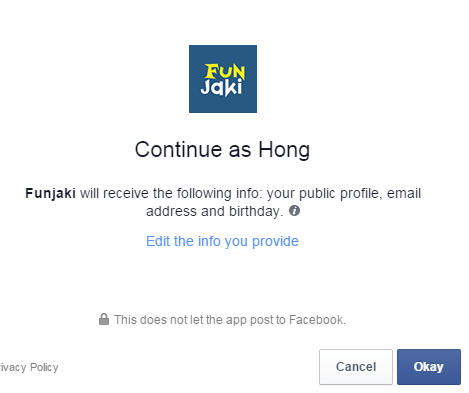 FUN
Jaki
Continue as Hong
Funjaki will receive the following info: your public profile, email
address and birthday.
Edit the info you provide
This does not let the app post to Facebook.
rivacy Policy
Cancel
Okay